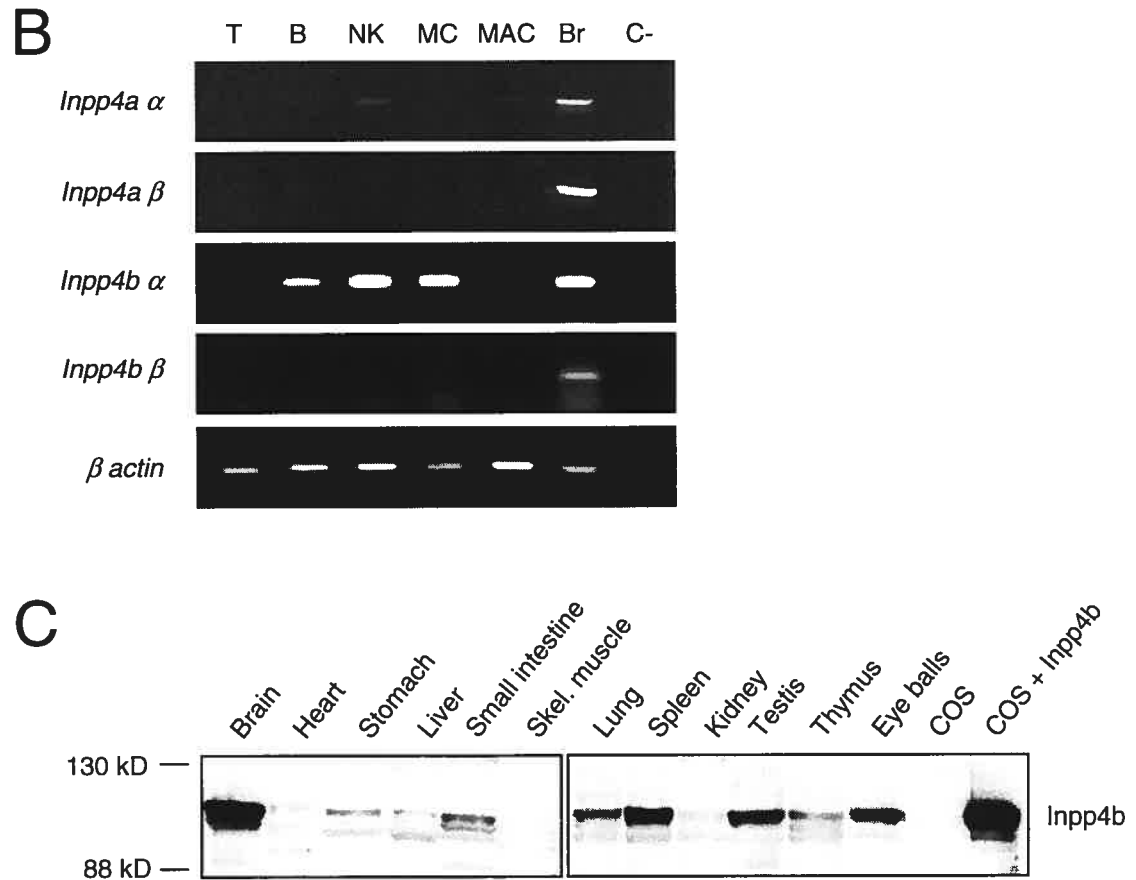 B
T B NK MC MAC Br C-
Inpp4a α
Inpp4a β
Inpp4b α
Inpp4b β
β actin
C
Brain Heart Stomach Liver Small intestine Skel. muscle Lung Spleen Kidney Testis Thymus Eye balls COS COS + Inpp4b
130 kD
Inpp4b
88 kD